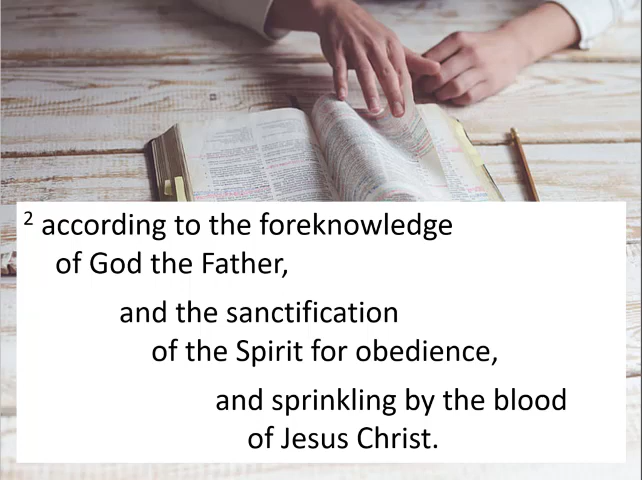 2 according to the foreknowledge
of God the Father,
and the sanctification
of the Spirit for obedience,
and sprinkling by the blood
of Jesus Christ.